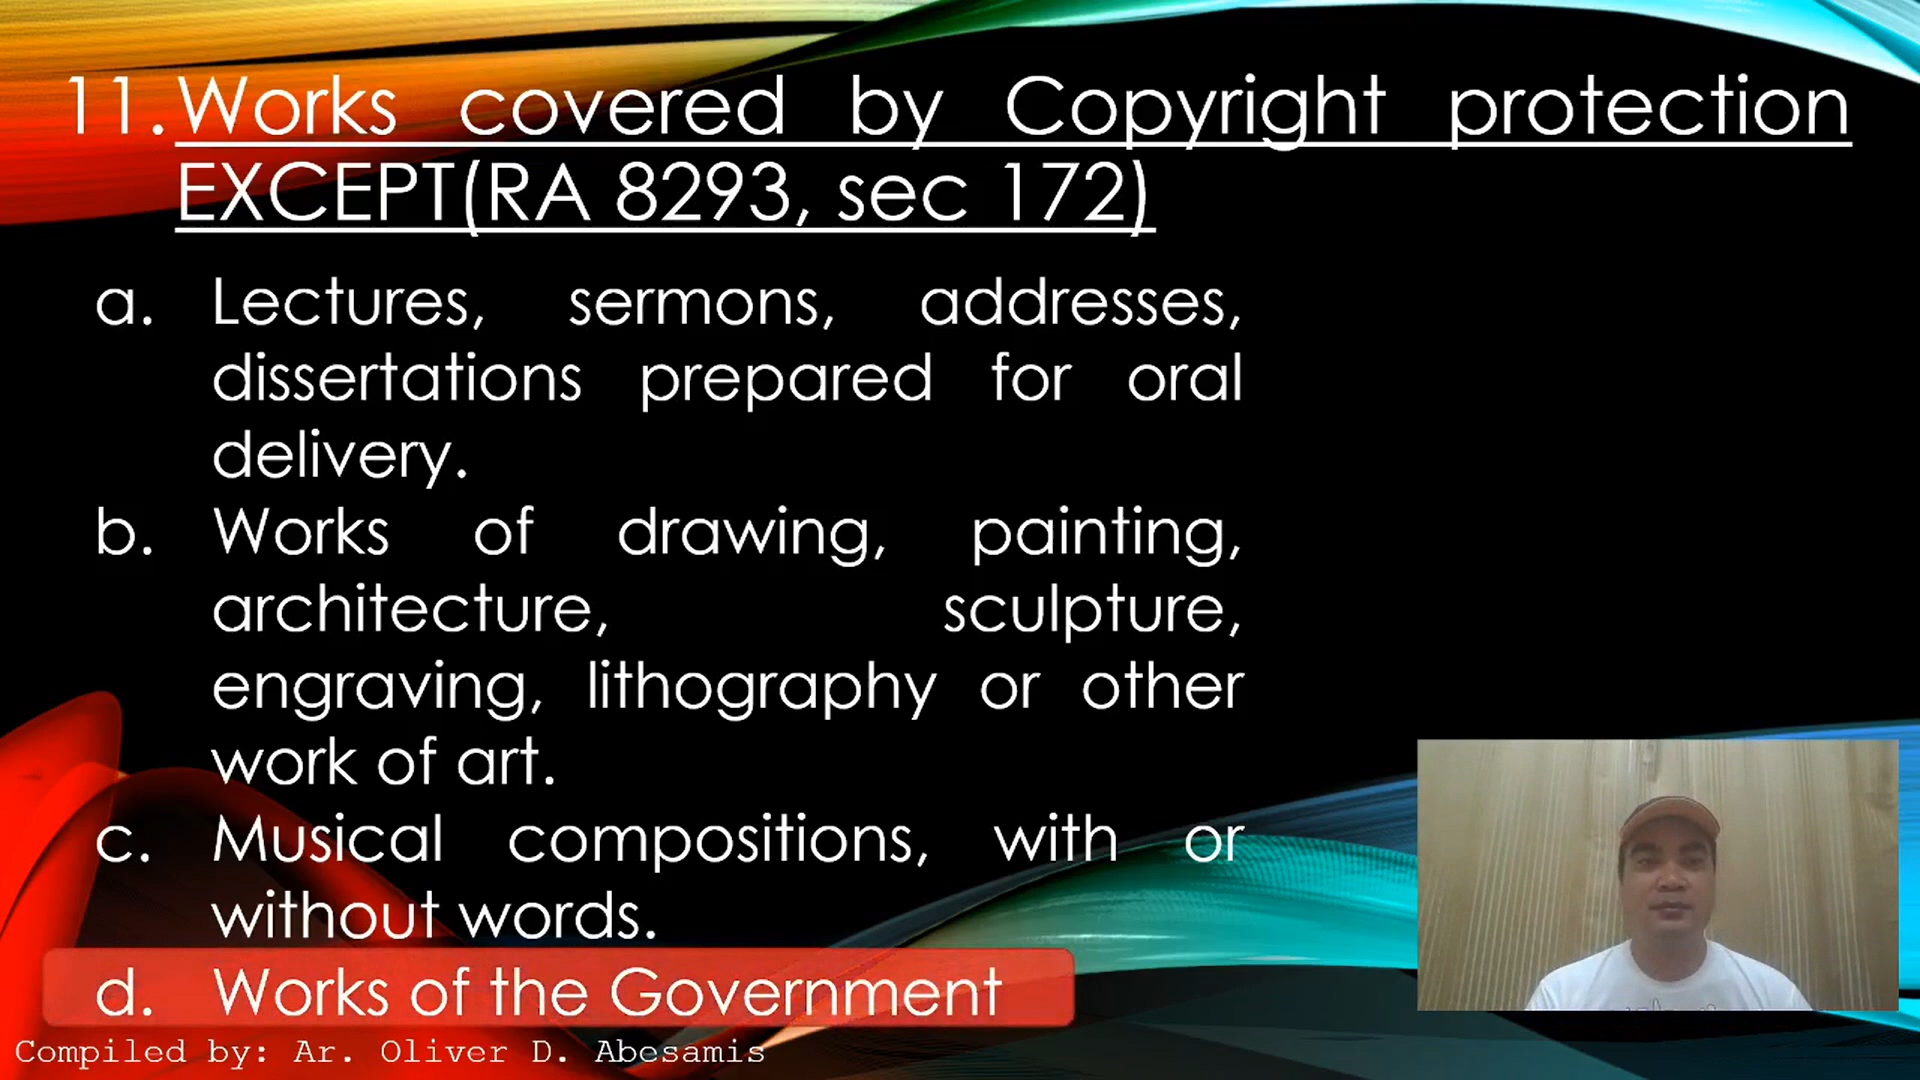 11. Works covered by Copyright protection
EXCEPT(RA 8293, sec 172)
a. Lectures, sermons, addresses,
dissertations prepared for oral
delivery.
b. Works of drawing, painting,
architecture, sculpture,
engraving, lithography or other
work of art.
c. Musical compositions, with or
without words.
d. Works of the Government
Compiled by: Ar. Oliver D. Abesamis